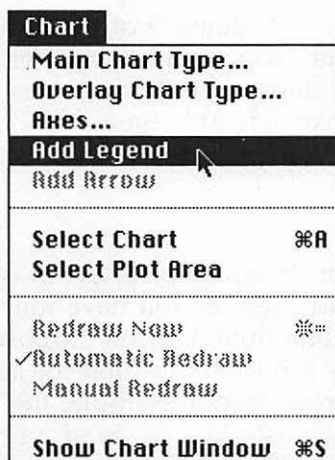 Chart
Main Chart Type...
Overlay Chart Type...
Axes...
Add Legend
Add Arrow
Select Chart ⌘A
Select Plot Area
Redraw Now ⌘=
✓Automatic Redraw
Manual Redraw
Show Chart Window ⌘S